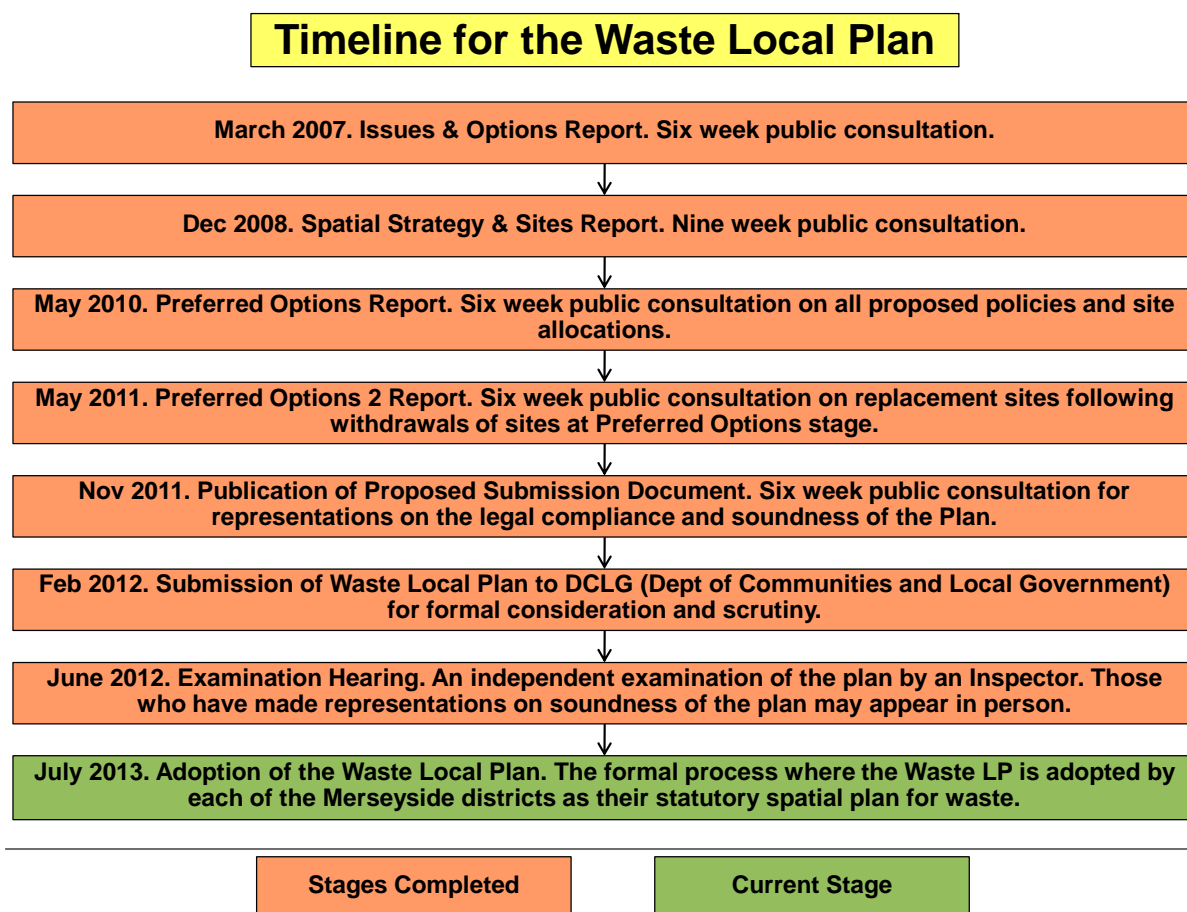 Timeline for the Waste Local Plan
March 2007. Issues & Options Report. Six week public consultation.
Dec 2008. Spatial Strategy & Sites Report. Nine week public consultation.
May 2010. Preferred Options Report. Six week public consultation on all proposed policies and site
allocations.
May 2011. Preferred Options 2 Report. Six week public consultation on replacement sites following
withdrawals of sites at Preferred Options stage.
Nov 2011. Publication of Proposed Submission Document. Six week public consultation for
representations on the legal compliance and soundness of the Plan.
Feb 2012. Submission of Waste Local Plan to DCLG (Dept of Communities and Local Government)
for formal consideration and scrutiny.
June 2012. Examination Hearing. An independent examination of the plan by an Inspector. Those
who have made representations on soundness of the plan may appear in person.
July 2013. Adoption of the Waste Local Plan. The formal process where the Waste LP is adopted by
each of the Merseyside districts as their statutory spatial plan for waste.
Stages Completed
Current Stage